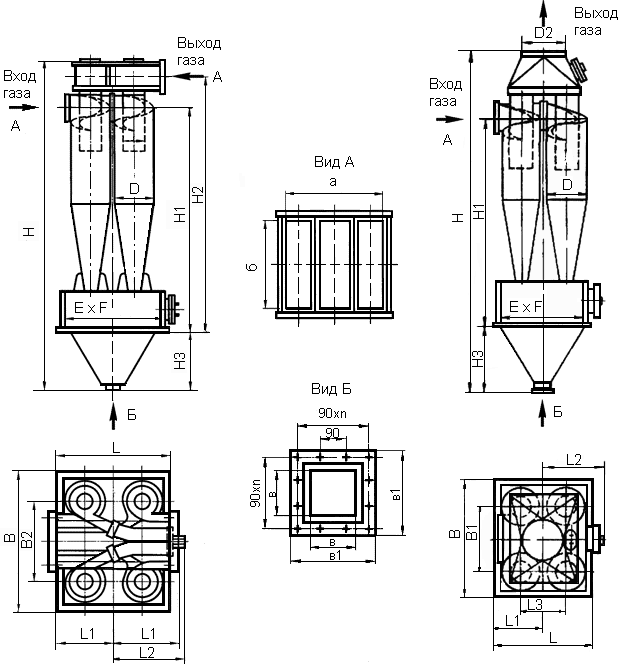 Выход
газа
Вход
газа
А
А
D
H
H1
H2
E x F
H3
Б
D2
Выход
газа
Вход
газа
А
D
H
H1
E x F
H3
Б
Вид А
а
б
Вид Б
90xn
90
90xn
в
в1
в
в1
L
B
B2
L1
L1
L2
L2
B
B1
L3
L1
L